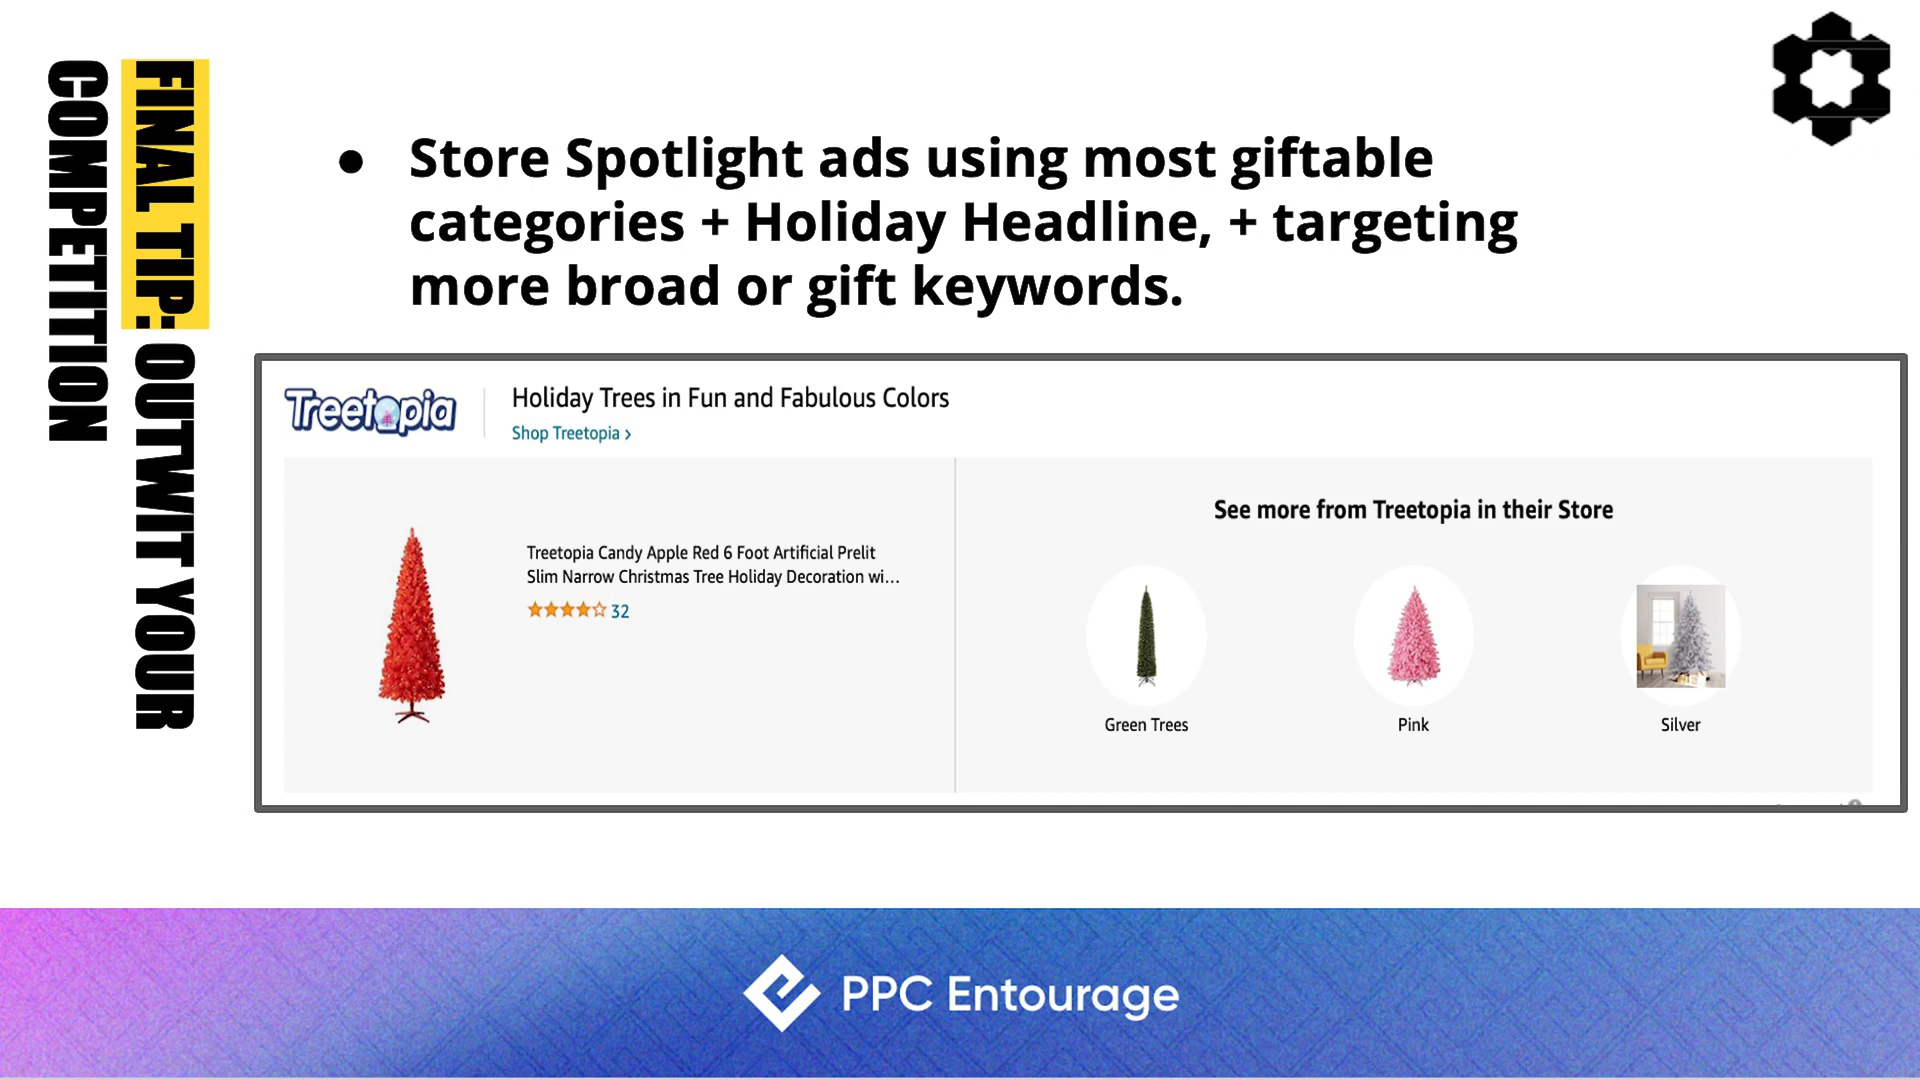 FINAL TIP: OUTWIT YOUR
COMPETITION
● Store Spotlight ads using most giftable
categories + Holiday Headline, + targeting
more broad or gift keywords.
Treetopia
Holiday Trees in Fun and Fabulous Colors
Shop Treetopia ›
Treetopia Candy Apple Red 6 Foot Artificial Prelit
Slim Narrow Christmas Tree Holiday Decoration wi...
32
See more from Treetopia in their Store
Green Trees
Pink
Silver
PPC Entourage